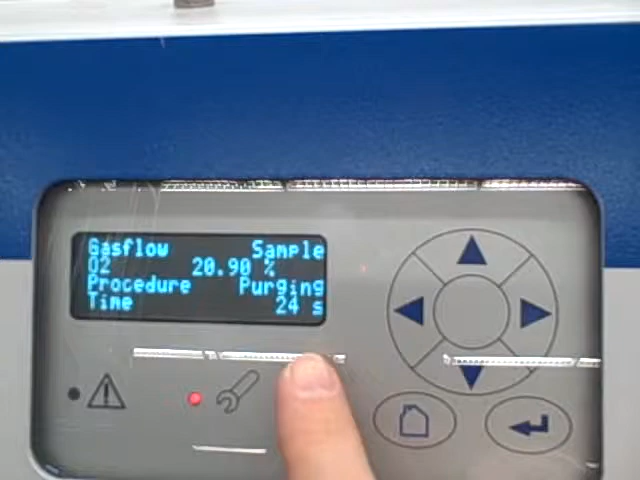 Gasflow Sample
O2 20.90 %
Procedure Purging
Time 24 s